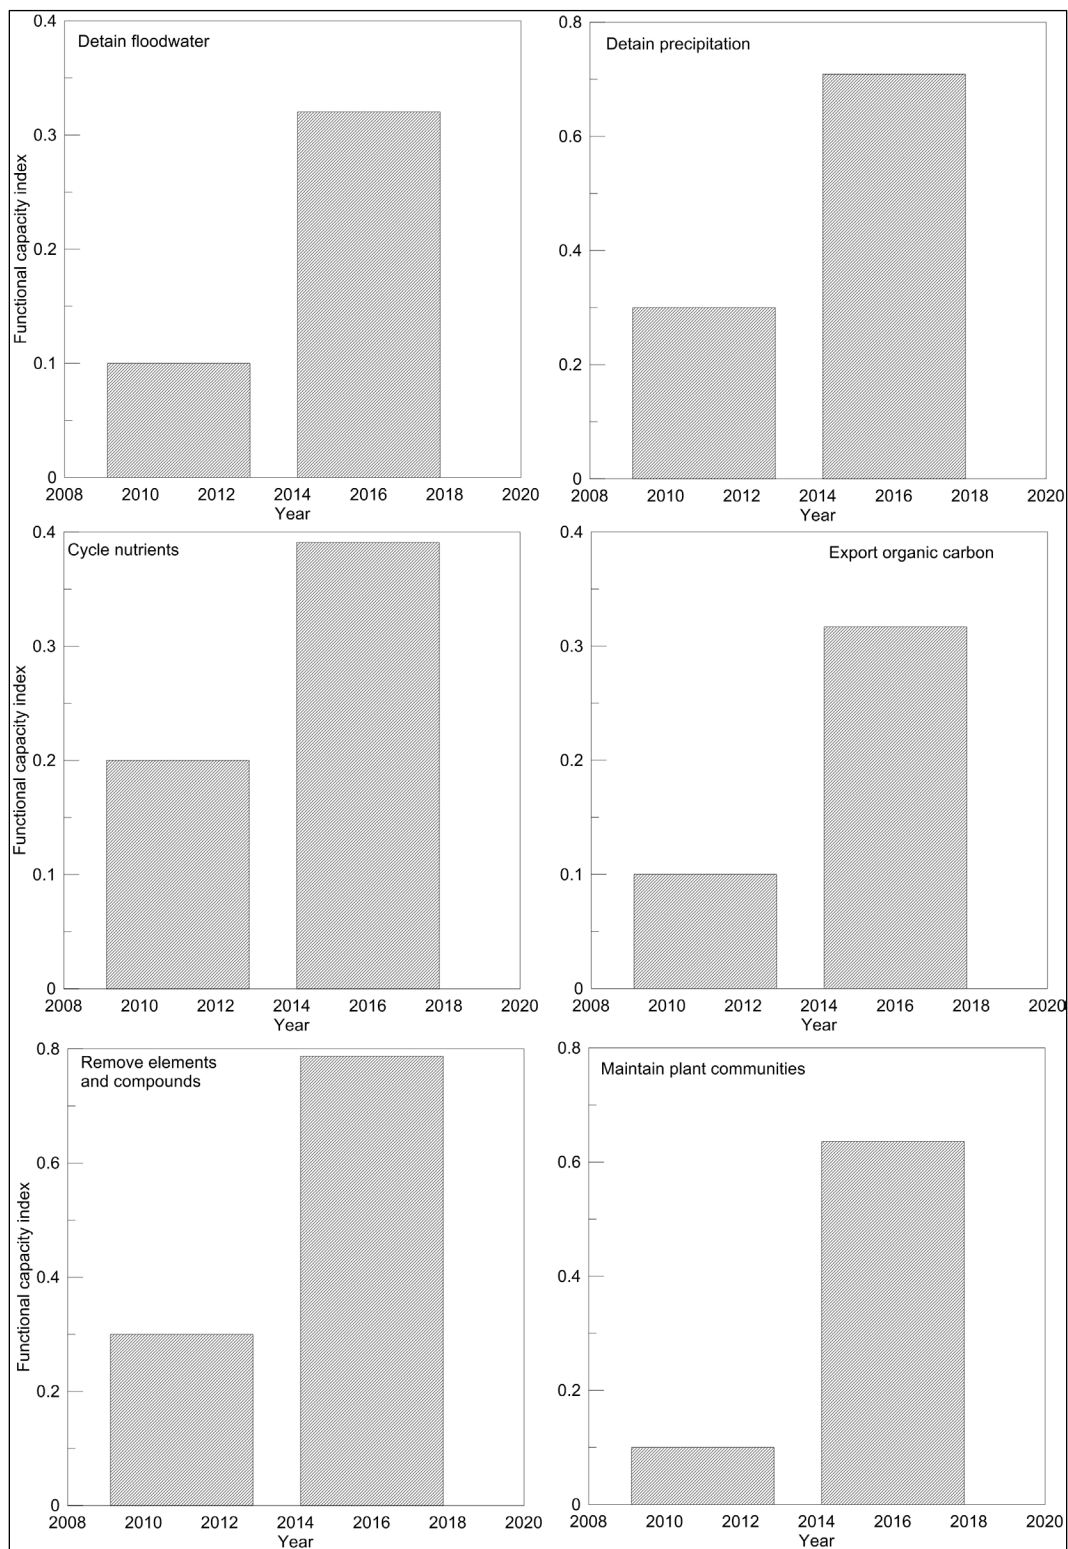 Detain floodwater
Functional capacity index
0.4
0.3
0.2
0.1
0
2008 2010 2012 2014 2016 2018 2020
Year
Detain precipitation
0.8
0.6
0.4
0.2
0
2008 2010 2012 2014 2016 2018 2020
Year
Cycle nutrients
Functional capacity index
0.4
0.3
0.2
0.1
0
2008 2010 2012 2014 2016 2018 2020
Year
Export organic carbon
0.4
0.3
0.2
0.1
0
2008 2010 2012 2014 2016 2018 2020
Year
Remove elements
and compounds
Functional capacity index
0.8
0.6
0.4
0.2
0
2008 2010 2012 2014 2016 2018 2020
Year
Maintain plant communities
0.8
0.6
0.4
0.2
0
2008 2010 2012 2014 2016 2018 2020
Year